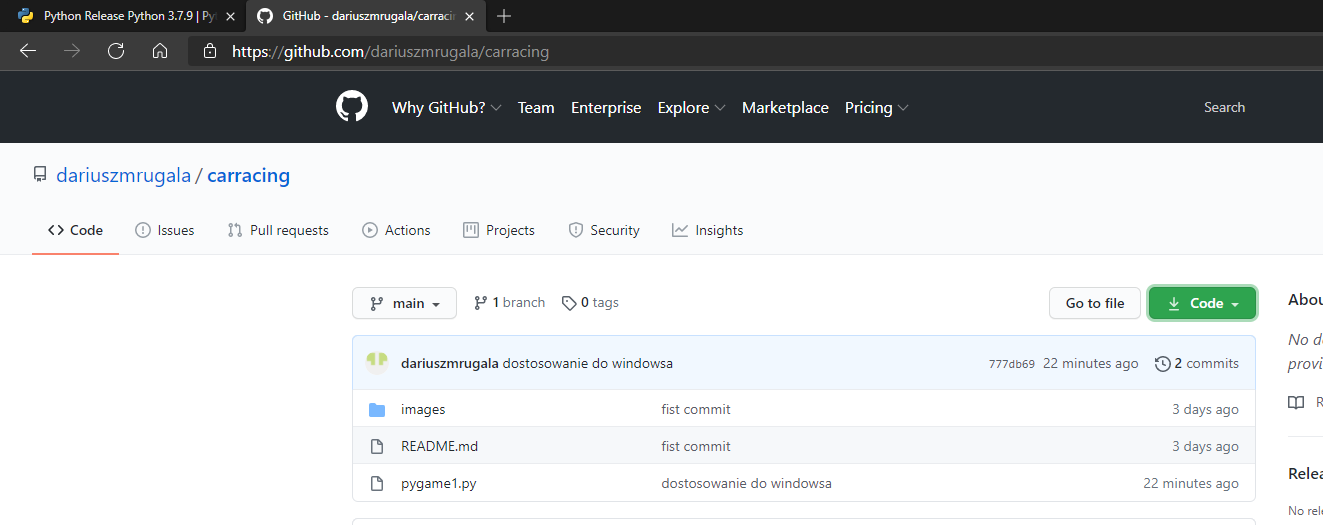 Python Release Python 3.7.9 | Pyt
GitHub - dariuszmrugala/carracin
https://github.com/dariuszmrugala/carracing
Why GitHub? Team Enterprise Explore Marketplace Pricing Search
dariuszmrugala / carracing
Code Issues Pull requests Actions Projects Security Insights
main 1 branch 0 tags Go to file Code Abou
dariuszmrugala dostosowanie do windowsa 777db69 22 minutes ago 2 commits
No de
provi
images fist commit 3 days ago
R
README.md fist commit 3 days ago
pygame1.py dostosowanie do windowsa 22 minutes ago
Relea
No rele